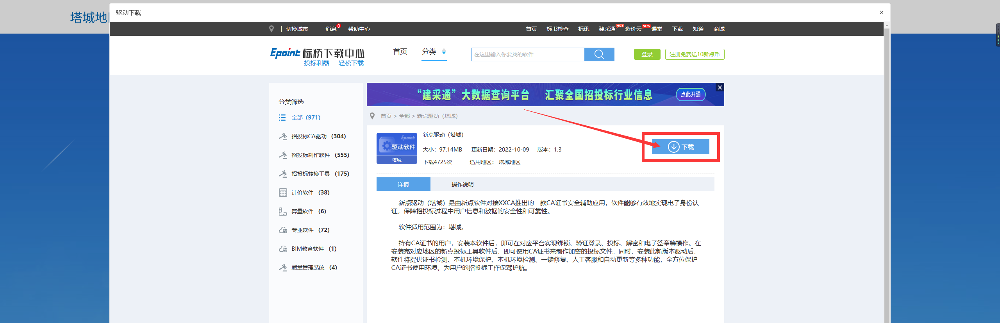 驱动下载
×
塔城地
切换城市 消息 0 帮助中心 首页 标书检查 标讯 建采通 HOT 造价云 NEW 课堂 下载 知道 商城
Epoint 标桥下载中心
投标利器 轻松下载
首页 分类 在这里输入你要找的软件 登录 注册免费送10新点币
分类筛选
全部 (971)
招投标CA驱动 (304)
招投标制作软件 (555)
招投标转换工具 (175)
计价软件 (38)
算量软件 (6)
专业软件 (72)
BIM教育软件 (1)
质量管理系统 (4)
“建采通”大数据查询平台 汇聚全国招投标行业信息 点此开通 X
首页 > 全部 > 新点驱动（塔城）
Epoint
驱动软件
塔城
新点驱动（塔城）
大小：97.14MB 更新日期：2022-10-09 版本：1.3
下载4725次 适用地区： 塔城地区
下载
详情 操作说明
新点驱动（塔城）是由新点软件对接XXCA推出的一款CA证书安全辅助应用，软件能够有效地实现电子身份认
证，保障招投标过程中用户信息和数据的安全性和可靠性。
软件适用范围为：塔城。
持有CA证书的用户，安装本软件后，即可在对应平台实现绑锁、验证登录、投标、解密和电子签章等操作。在
安装完对应地区的新点投标工具软件后，即可使用CA证书来制作加密的投标文件。同时，安装此新版本驱动后，
软件将提供证书检测、本机环境保护、本机环境检测、一键修复、人工客服和自动更新等多种功能，全方位保护
CA证书使用环境，为用户的招投标工作保驾护航。